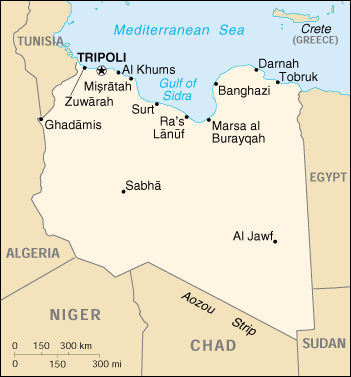 Mediterranean Sea
Crete
(GREECE)
TUNISIA
TRIPOLI
Al Khums
Darnah
Tobruk
Mişrātah
Gulf of
Sidra
Banghazi
Zuwārah
Surt
Ra's
Lānūf
Marsa al
Burayqah
Ghadāmis
EGYPT
Sabhā
Al Jawf
ALGERIA
Aozou
Strip
NIGER
CHAD
SUDAN
0 150 300 km
0 150 300 mi